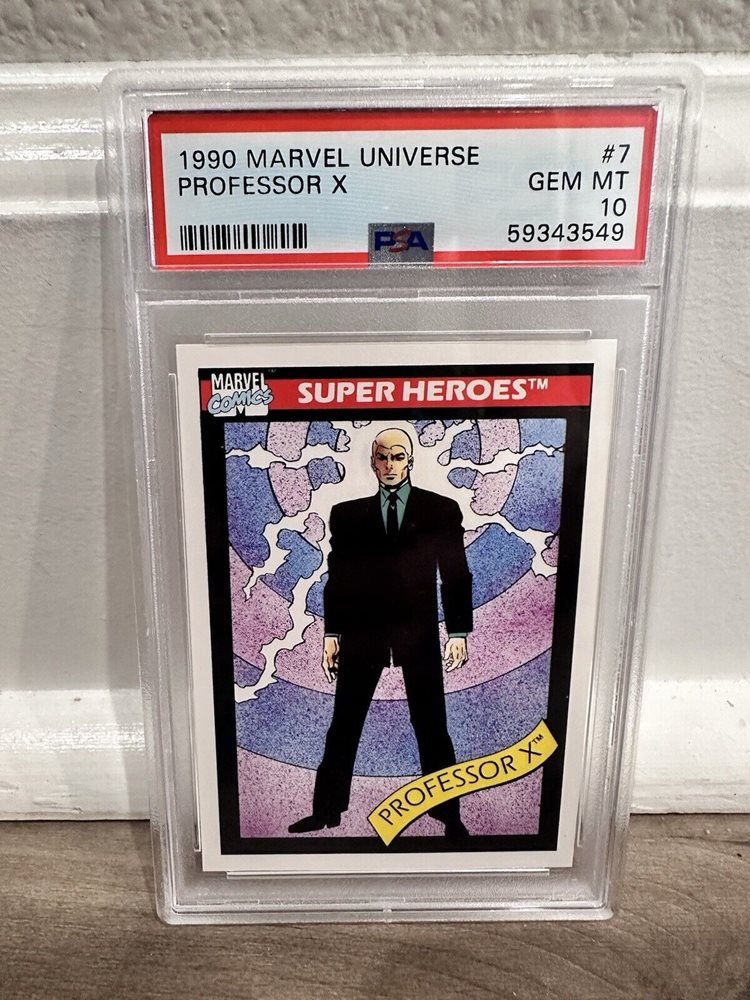 1990 MARVEL UNIVERSE #7
PROFESSOR X GEM MT
10
PSA 59343549
MARVEL
COMICS
SUPER HEROES™
PROFESSOR X™